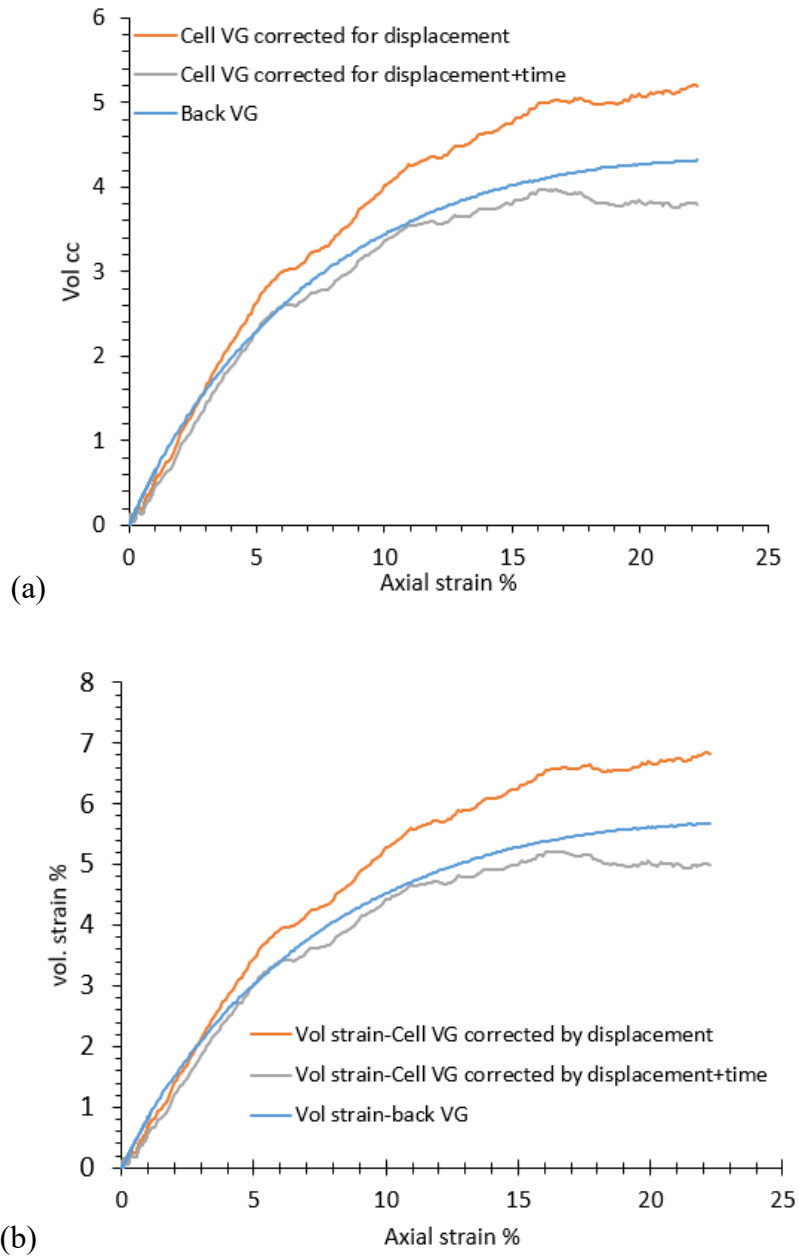 6
Cell VG corrected for displacement
Cell VG corrected for displacement+time
5
Back VG
4
Vol cc
3
2
1
0
0 5 10 15 20 25
Axial strain %
(a)
8
7
6
5
vol. strain %
4
3
Vol strain-Cell VG corrected by displacement
2
Vol strain-Cell VG corrected by displacement+time
1
Vol strain-back VG
0
0 5 10 15 20 25
Axial strain %
(b)